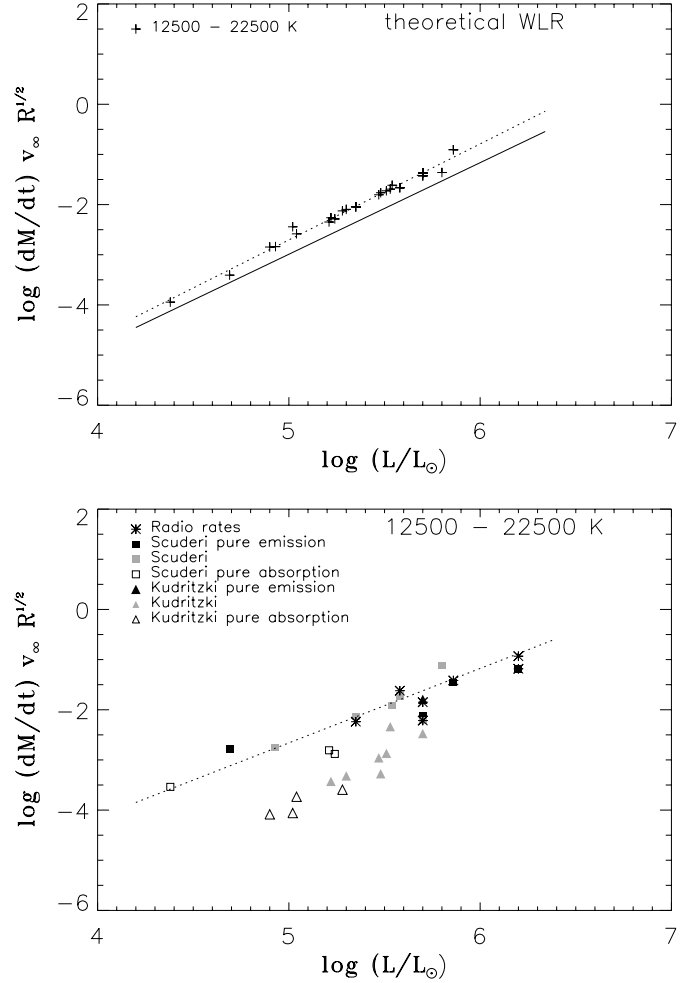 2
12500 − 22500 K
theoretical WLR
0
−2
−4
−6
log (dM/dt) v∞ R^1/2
4
5
6
7
log (L/L⊙)
2
Radio rates
12500 − 22500 K
Scuderi pure emission
Scuderi
Scuderi pure absorption
Kudritzki pure emission
Kudritzki
Kudritzki pure absorption
0
−2
−4
−6
log (dM/dt) v∞ R^1/2
4
5
6
7
log (L/L⊙)